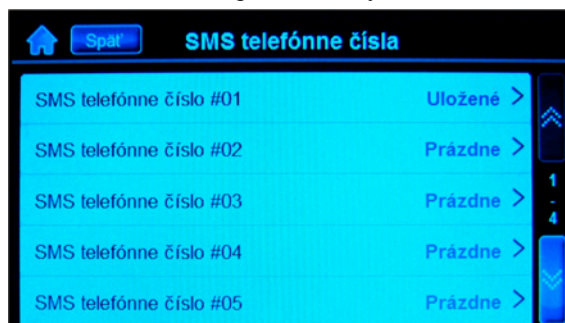 Späť SMS telefónne čísla
SMS telefónne číslo #01 Uložené >
SMS telefónne číslo #02 Prázdne >
SMS telefónne číslo #03 Prázdne >
SMS telefónne číslo #04 Prázdne >
SMS telefónne číslo #05 Prázdne >
1
-
4